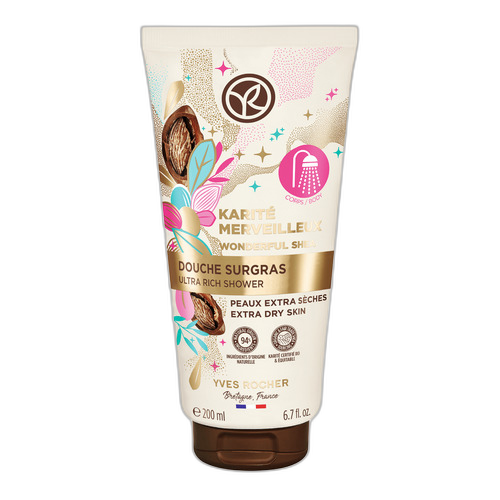 CORPS / BODY
KARITÉ
MERVEILLEUX
WONDERFUL
DOUCHE SURGRAS
ULTRA RICH SHOWER
PEAUX EXTRA SÈCHES
EXTRA DRY SKIN
94%
INGRÉDIENTS D'ORIGINE
NATURELLE
KARITÉ CERTIFIÉ BIO
& ÉQUITABLE
YVES ROCHER
Bretagne, France
℮ 200 ml 6.7 fl. oz.